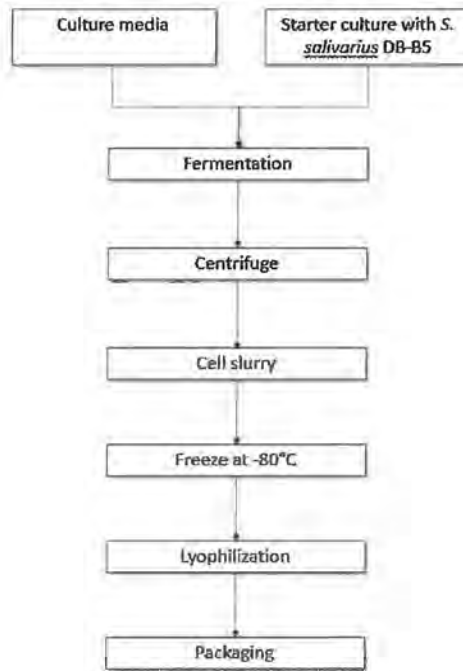 Culture media
Starter culture with S.
salivarius DB-B5
Fermentation
Centrifuge
Cell slurry
Freeze at -80°C
Lyophilization
Packaging